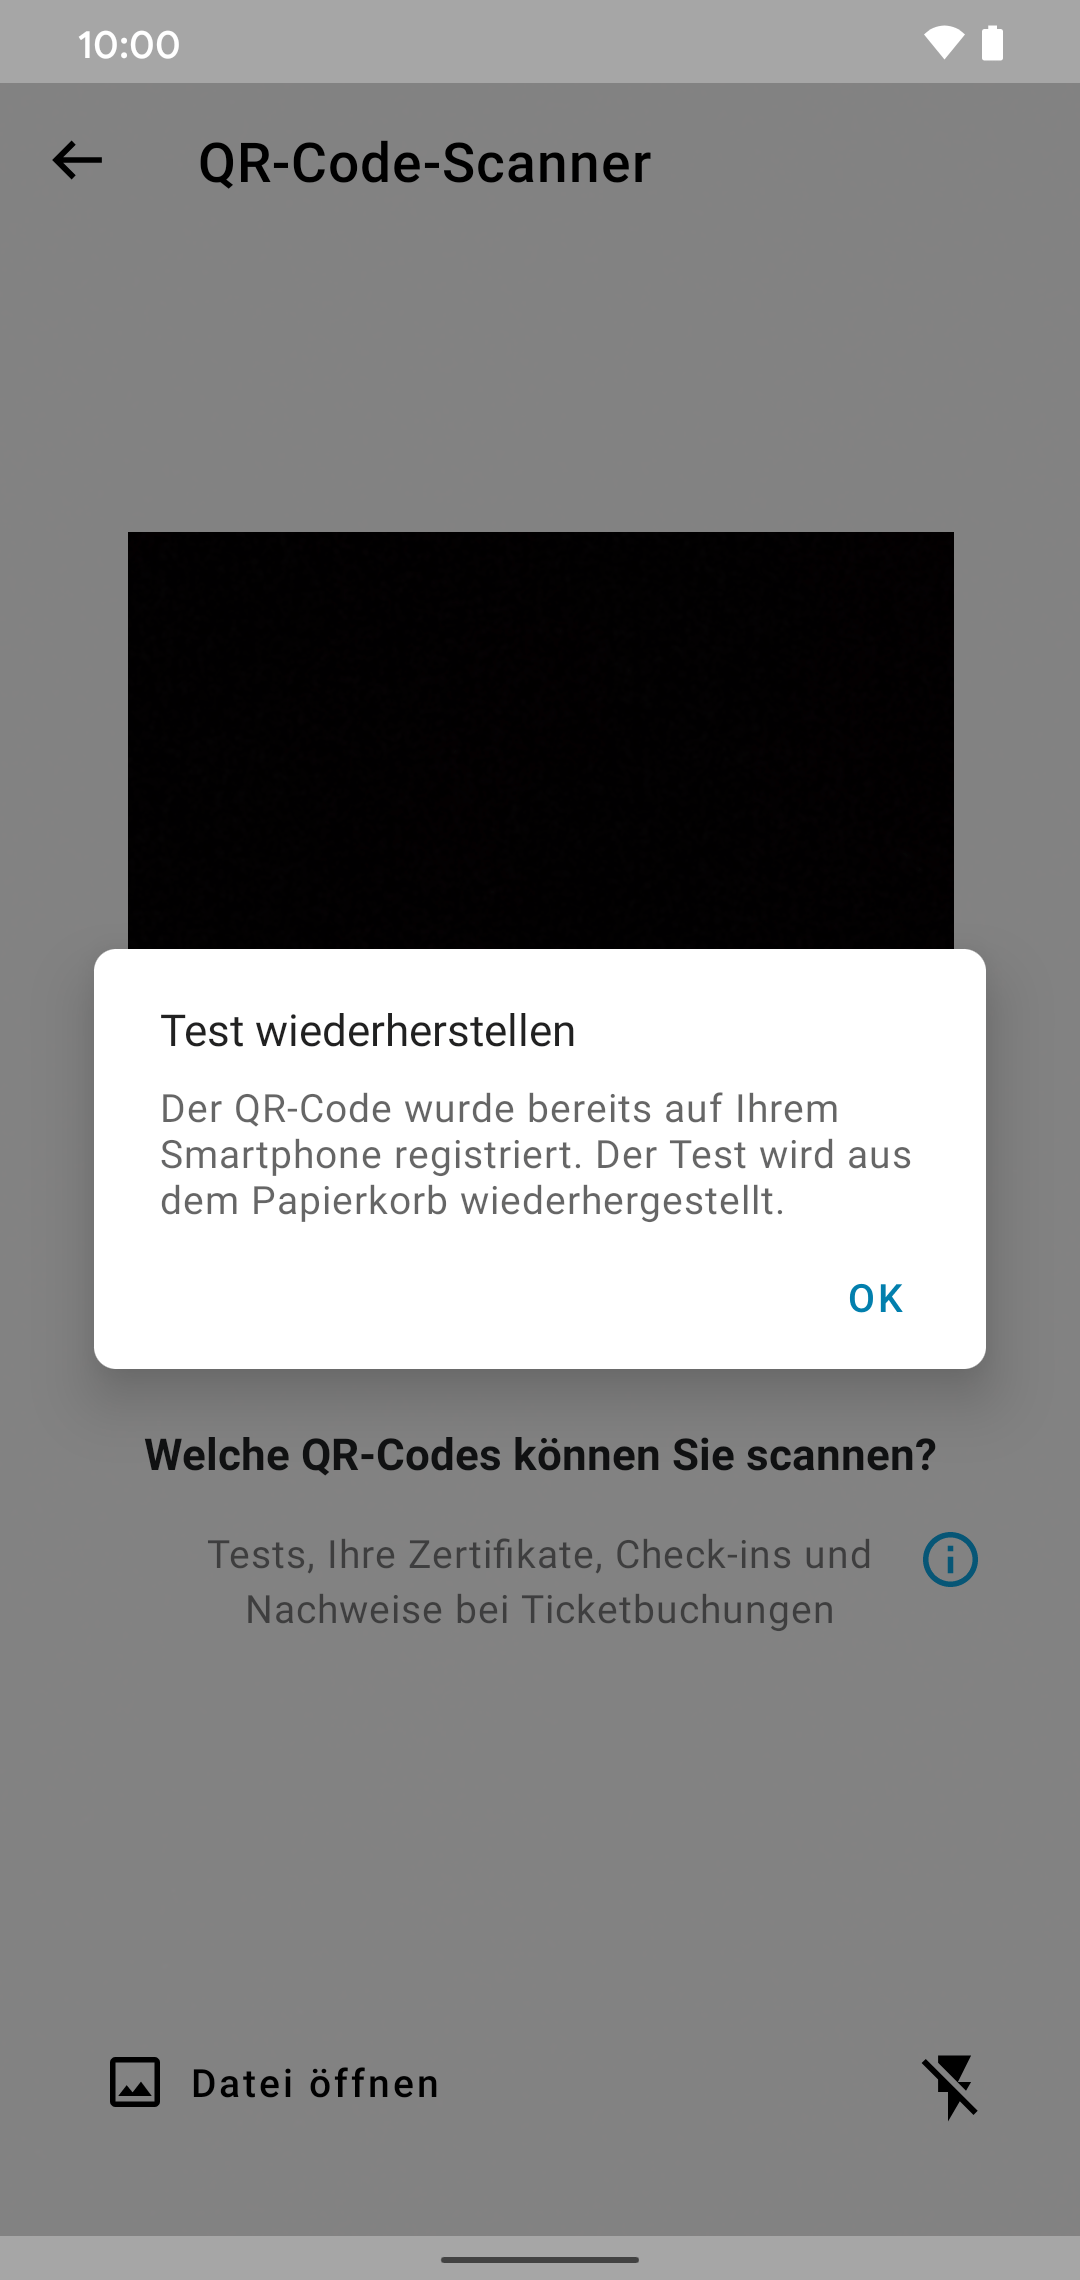 10:00
QR-Code-Scanner
Test wiederherstellen
Der QR-Code wurde bereits auf Ihrem
Smartphone registriert. Der Test wird aus
dem Papierkorb wiederhergestellt.
OK
Welche QR-Codes können Sie scannen?
Tests, Ihre Zertifikate, Check-ins und
Nachweise bei Ticketbuchungen
Datei öffnen